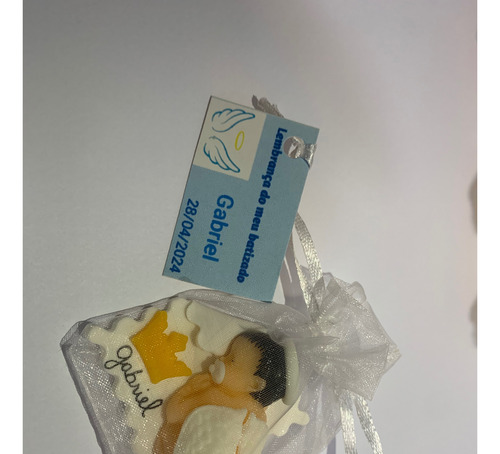 Lembrança do meu batizado
Gabriel
28/04/2024
Gabriel